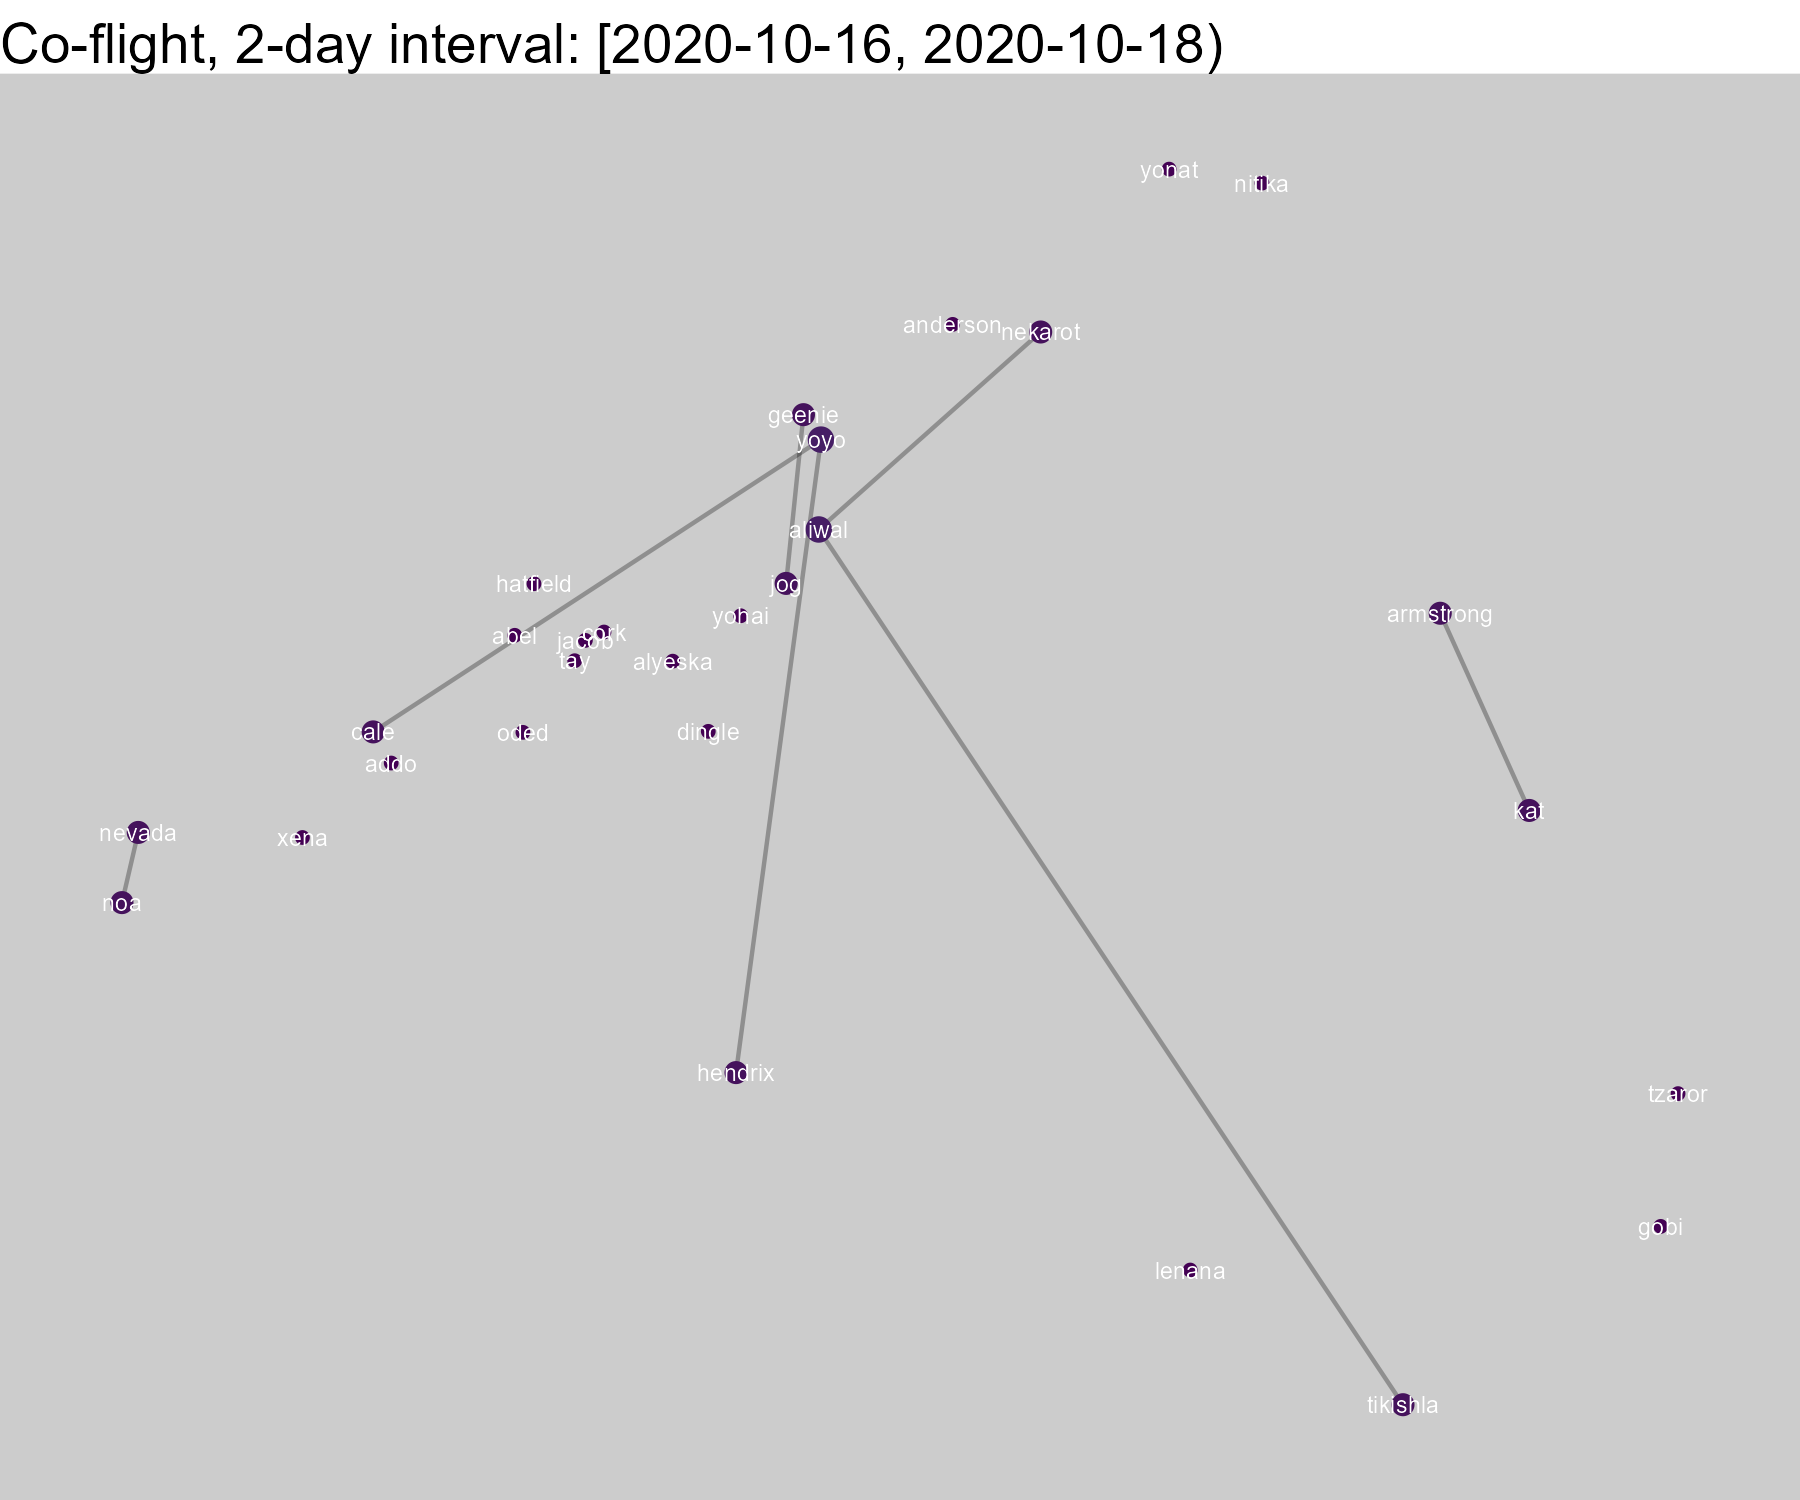 Co-flight, 2-day interval: [2020-10-16, 2020-10-18)
yonat
nitika
anderson
nekarot
geenie
yoyo
aliwal
hatfield
jog
yohai
armstrong
abel
jacob
cork
tay
alyeska
cale
oded
dingle
addo
kat
nevada
xena
noa
hendrix
tzaror
gobi
lenana
tikishla